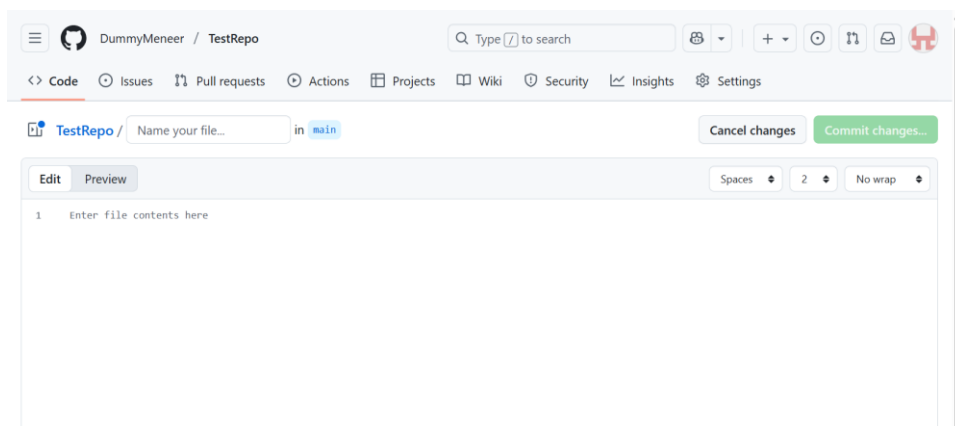 DummyMeneer / TestRepo
Type / to search
<> Code Issues Pull requests Actions Projects Wiki Security Insights Settings
TestRepo / Name your file... in main
Cancel changes Commit changes...
Edit Preview
Spaces 2 No wrap
1 Enter file contents here